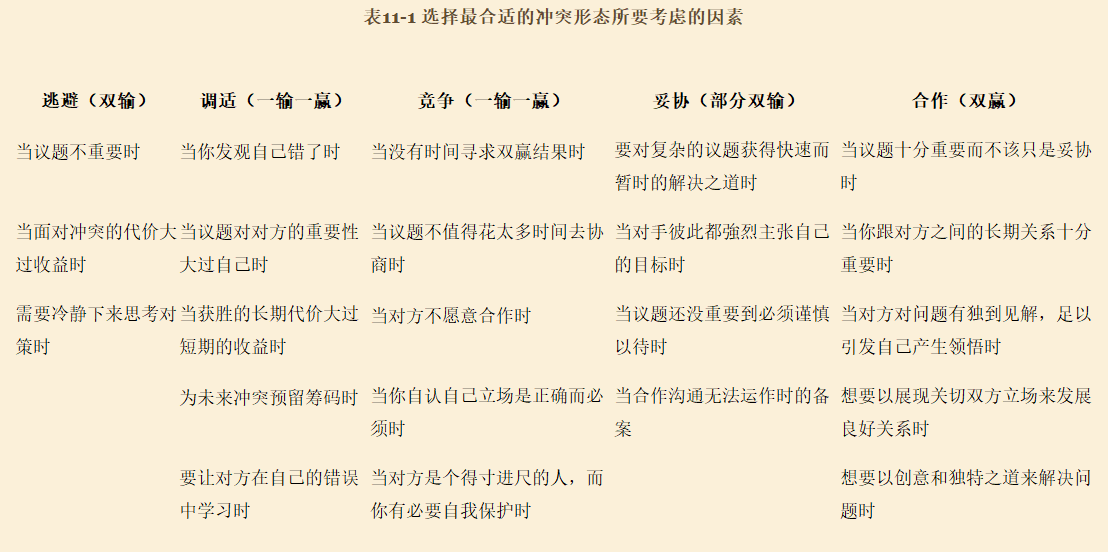 表11-1 选择最合适的冲突形态所要考虑的因素
逃避（双输）
调适（一输一赢）
竞争（一输一赢）
妥协（部分双输）
合作（双赢）
当议题不重要时
当你发观自己错了时
当没有时间寻求双赢结果时
要对复杂的议题获得快速而
暂时的解决之道时
当议题十分重要而不该只是妥协
时
当面对冲突的代价大
过收益时
当议题对对方的重要性
大过自己时
当议题不值得花太多时间去协
商时
当对手彼此都強烈主张自己
的目标时
当你跟对方之间的长期关系十分
重要时
需要冷静下来思考对
策时
当获胜的长期代价大过
短期的收益时
当对方不愿意合作时
当议题还没重要到必须谨慎
以待时
当对方对问题有独到见解，足以
引发自己产生领悟时
为未来冲突预留筹码时
当你自认自己立场是正确而必
须时
当合作沟通无法运作时的备
案
想要以展现关切双方立场来发展
良好关系时
要让对方在自己的错误
中学习时
当对方是个得寸进尺的人，而
你有必要自我保护时
想要以创意和独特之道来解决问
题时